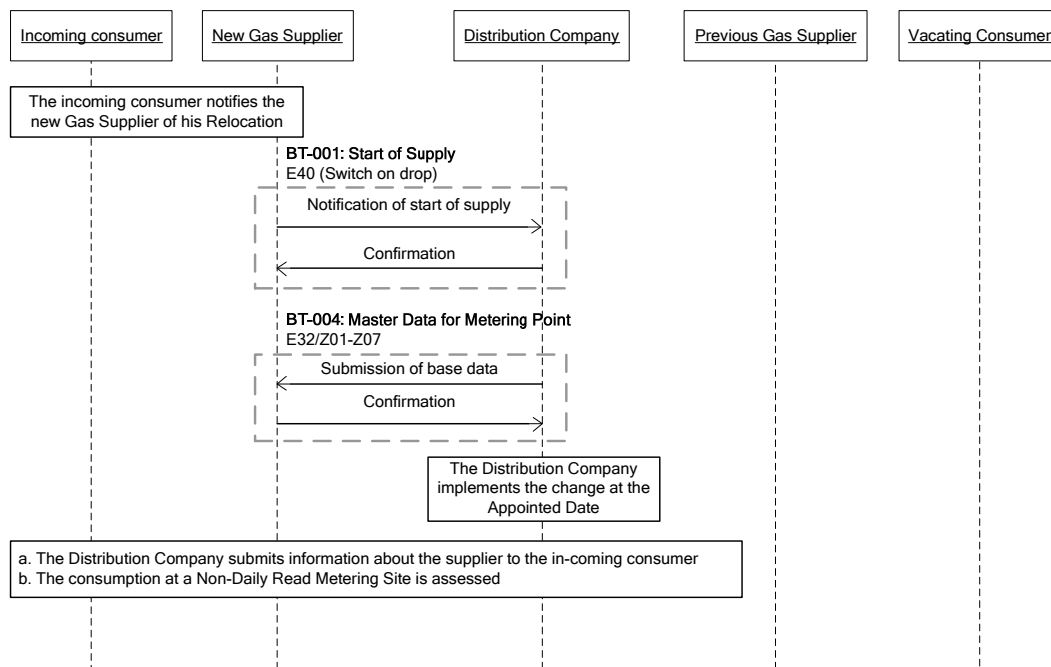 Incoming consumer
New Gas Supplier
Distribution Company
Previous Gas Supplier
Vacating Consumer
The incoming consumer notifies the
new Gas Supplier of his Relocation
BT-001: Start of Supply
E40 (Switch on drop)
Notification of start of supply
Confirmation
BT-004: Master Data for Metering Point
E32/Z01-Z07
Submission of base data
Confirmation
The Distribution Company
implements the change at the
Appointed Date
a. The Distribution Company submits information about the supplier to the in-coming consumer
b. The consumption at a Non-Daily Read Metering Site is assessed